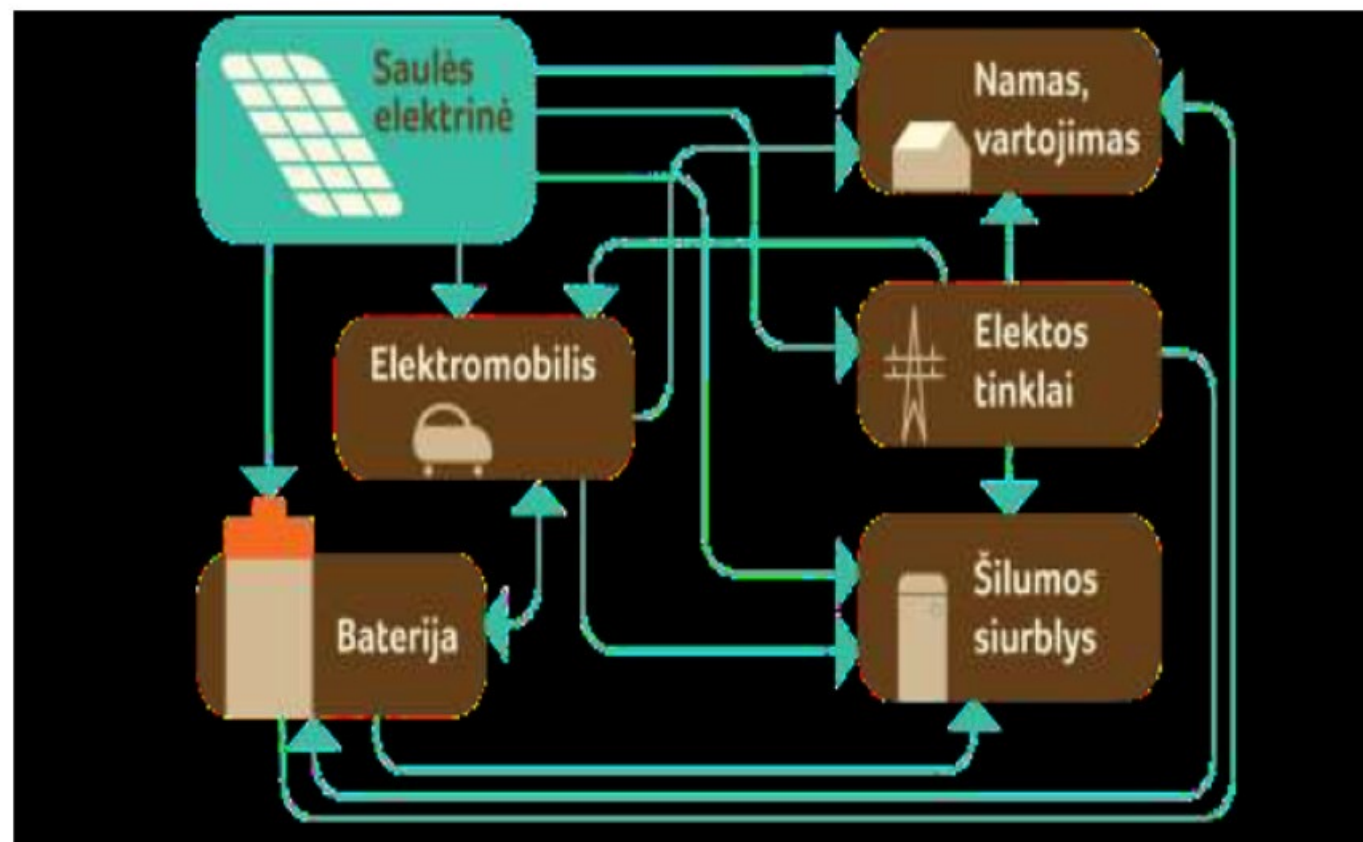 Saulės
elektrinė
Namas,
vartojimas
Elektromobilis
Elektos
tinklai
Baterija
Šilumos
siurblys